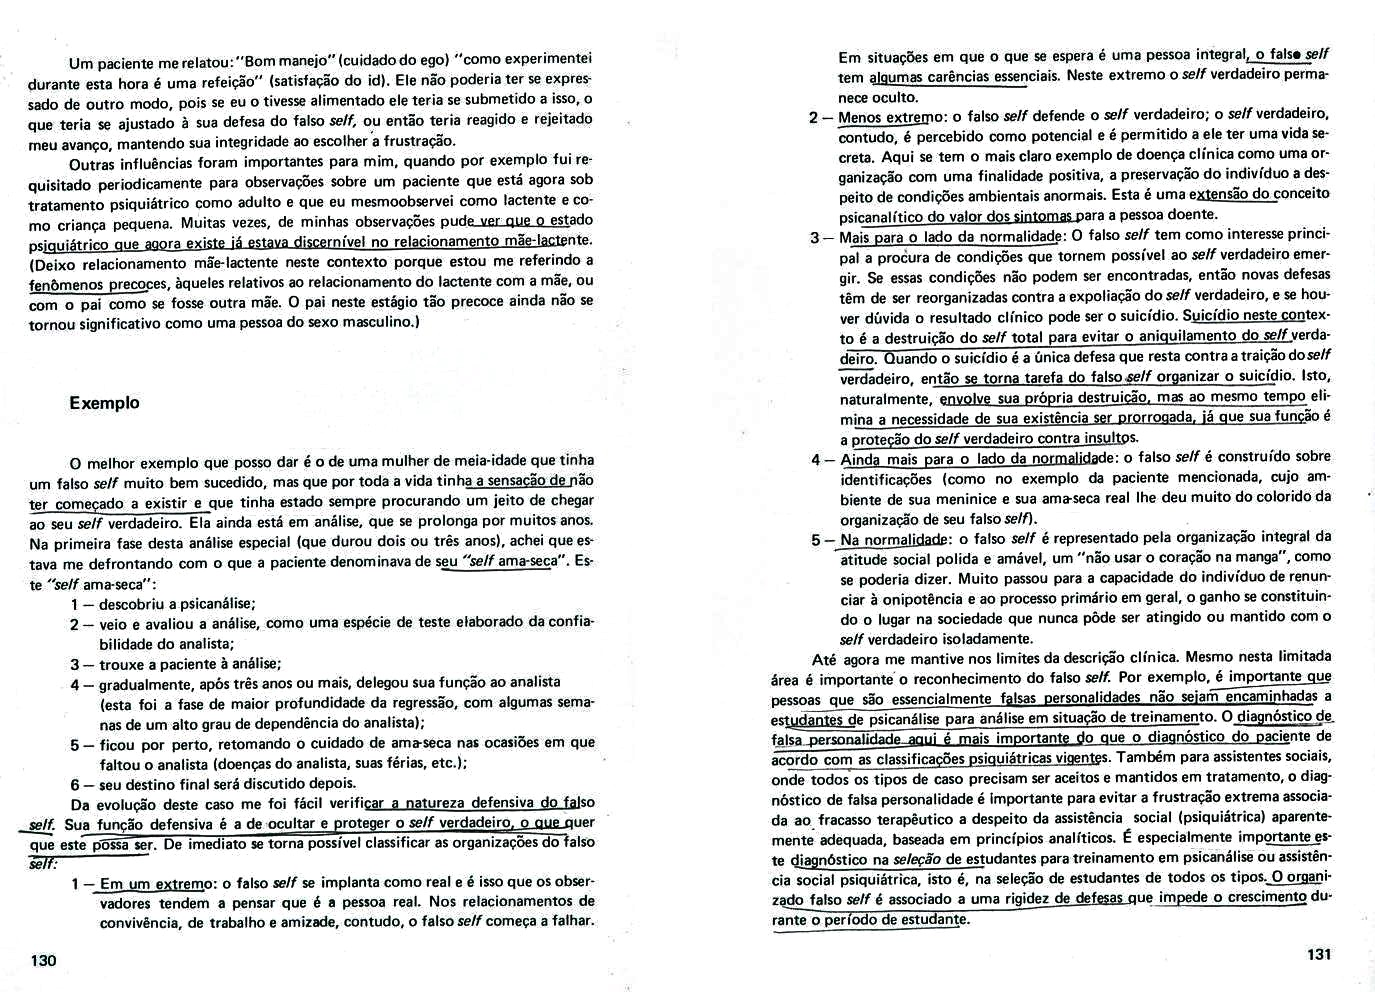 Um paciente me relatou: "Bom manejo" (cuidado do ego) "como experimentei
durante esta hora é uma refeição" (satisfação do id). Ele não poderia ter se expres-
sado de outro modo, pois se eu o tivesse alimentado ele teria se submetido a isso, o
que teria se ajustado à sua defesa do falso self, ou então teria reagido e rejeitado
meu avanço, mantendo sua integridade ao escolher a frustração.
Outras influências foram importantes para mim, quando por exemplo fui re-
quisitado periodicamente para observações sobre um paciente que está agora sob
tratamento psiquiátrico como adulto e que eu mesmoobservei como lactente e co-
mo criança pequena. Muitas vezes, de minhas observações pude ver que o estado
psiquiátrico que agora existe já estava discernível no relacionamento mãe-lactente.
(Deixo relacionamento mãe-lactente neste contexto porque estou me referindo a
fenômenos precoces, àqueles relativos ao relacionamento do lactente com a mãe, ou
com o pai como se fosse outra mãe. O pai neste estágio tão precoce ainda não se
tornou significativo como uma pessoa do sexo masculino.)
Exemplo
O melhor exemplo que posso dar é o de uma mulher de meia-idade que tinha
um falso self muito bem sucedido, mas que por toda a vida tinha a sensação de não
ter começado a existir e que tinha estado sempre procurando um jeito de chegar
ao seu self verdadeiro. Ela ainda está em análise, que se prolonga por muitos anos.
Na primeira fase desta análise especial (que durou dois ou três anos), achei que es-
tava me defrontando com o que a paciente denominava de seu "self ama-seca". Es-
te "self ama-seca":
1 — descobriu a psicanálise;
2 — veio e avaliou a análise, como uma espécie de teste elaborado da confia-
bilidade do analista;
3 — trouxe a paciente à análise;
4 — gradualmente, após três anos ou mais, delegou sua função ao analista
(esta foi a fase de maior profundidade da regressão, com algumas sema-
nas de um alto grau de dependência do analista);
5 — ficou por perto, retomando o cuidado de ama-seca nas ocasiões em que
faltou o analista (doenças do analista, suas férias, etc.);
6 — seu destino final será discutido depois.
Da evolução deste caso me foi fácil verificar a natureza defensiva do falso
self. Sua função defensiva é a de ocultar e proteger o self verdadeiro, o que quer
que este possa ser. De imediato se torna possível classificar as organizações do falso
self:
1 — Em um extremo: o falso self se implanta como real e é isso que os obser-
vadores tendem a pensar que é a pessoa real. Nos relacionamentos de
convivência, de trabalho e amizade, contudo, o falso self começa a falhar.
130
Em situações em que o que se espera é uma pessoa integral, o falso self
tem algumas carências essenciais. Neste extremo o self verdadeiro perma-
nece oculto.
2 — Menos extremo: o falso self defende o self verdadeiro; o self verdadeiro,
contudo, é percebido como potencial e é permitido a ele ter uma vida se-
creta. Aqui se tem o mais claro exemplo de doença clínica como uma or-
ganização com uma finalidade positiva, a preservação do indivíduo a des-
peito de condições ambientais anormais. Esta é uma extensão do conceito
psicanalítico do valor dos sintomas para a pessoa doente.
3 — Mais para o lado da normalidade: O falso self tem como interesse princi-
pal a procura de condições que tornem possível ao self verdadeiro emer-
gir. Se essas condições não podem ser encontradas, então novas defesas
têm de ser reorganizadas contra a expoliação do self verdadeiro, e se hou-
ver dúvida o resultado clínico pode ser o suicídio. Suicídio neste contex-
to é a destruição do self total para evitar o aniquilamento do self verda-
deiro. Quando o suicídio é a única defesa que resta contra a traição do self
verdadeiro, então se torna tarefa do falso self organizar o suicídio. Isto,
naturalmente, envolve sua própria destruição, mas ao mesmo tempo eli-
mina a necessidade de sua existência ser prorrogada, já que sua função é
a proteção do self verdadeiro contra insultos.
4 — Ainda mais para o lado da normalidade: o falso self é construído sobre
identificações (como no exemplo da paciente mencionada, cujo am-
biente de sua meninice e sua ama-seca real lhe deu muito do colorido da
organização de seu falso self).
5 — Na normalidade: o falso self é representado pela organização integral da
atitude social polida e amável, um "não usar o coração na manga", como
se poderia dizer. Muito passou para a capacidade do indivíduo de renun-
ciar à onipotência e ao processo primário em geral, o ganho se constituin-
do o lugar na sociedade que nunca pôde ser atingido ou mantido com o
self verdadeiro isoladamente.
Até agora me mantive nos limites da descrição clínica. Mesmo nesta limitada
área é importante o reconhecimento do falso self. Por exemplo, é importante que
pessoas que são essencialmente falsas personalidades não sejam encaminhadas a
estudantes de psicanálise para análise em situação de treinamento. O diagnóstico de
falsa personalidade aqui é mais importante do que o diagnóstico do paciente de
acordo com as classificações psiquiátricas vigentes. Também para assistentes sociais,
onde todos os tipos de caso precisam ser aceitos e mantidos em tratamento, o diag-
nóstico de falsa personalidade é importante para evitar a frustração extrema associa-
da ao fracasso terapêutico a despeito da assistência social (psiquiátrica) aparente-
mente adequada, baseada em princípios analíticos. É especialmente importante es-
te diagnóstico na seleção de estudantes para treinamento em psicanálise ou assistên-
cia social psiquiátrica, isto é, na seleção de estudantes de todos os tipos. O organi-
zado falso self é associado a uma rigidez de defesas que impede o crescimento du-
rante o período de estudante.
131